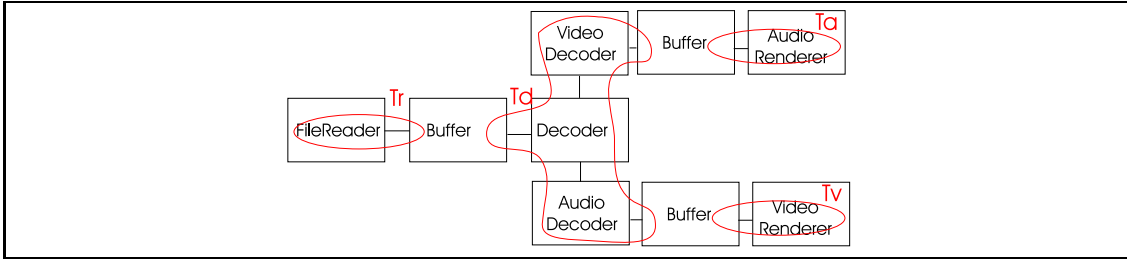 Video
Decoder
Buffer
Ta
Audio
Renderer
Tr
Td
FileReader
Buffer
Decoder
Audio
Decoder
Buffer
Tv
Video
Renderer